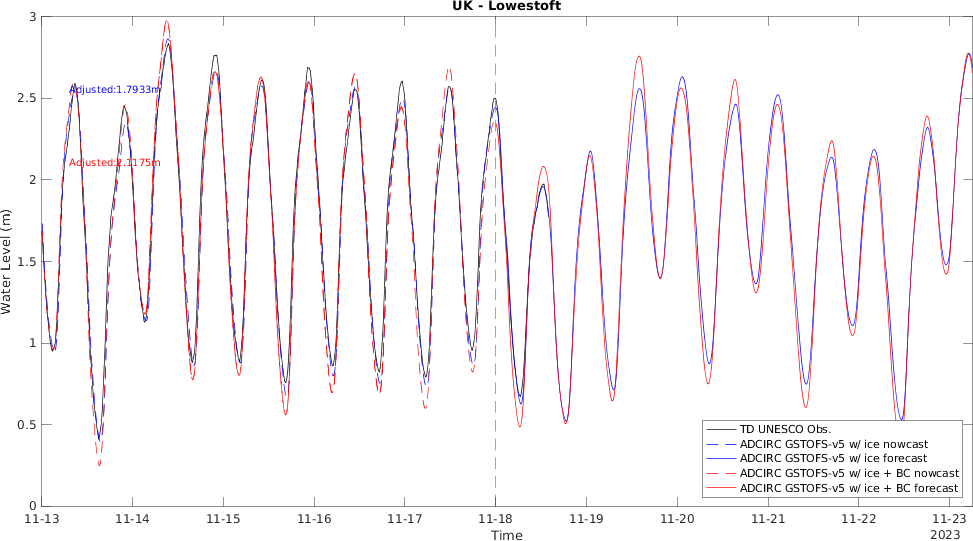 UK - Lowestoft
3
2.5
2
1.5
1
0.5
0
Water Level (m)
Adjusted:1.7933m
Adjusted:2.1175m
TD UNESCO Obs.
ADCIRC GSTOFS-v5 w/ ice nowcast
ADCIRC GSTOFS-v5 w/ ice forecast
ADCIRC GSTOFS-v5 w/ ice + BC nowcast
ADCIRC GSTOFS-v5 w/ ice + BC forecast
11-13 11-14 11-15 11-16 11-17 11-18 11-19 11-20 11-21 11-22 11-23
Time 2023